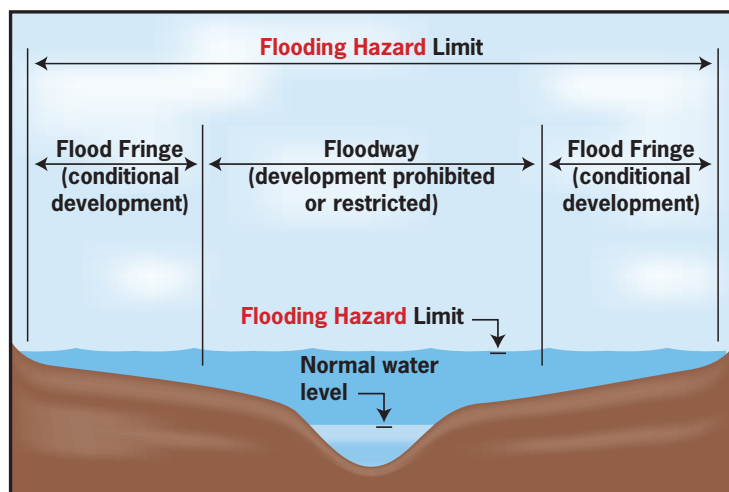 Flooding Hazard Limit
Flood Fringe
(conditional
development)
Floodway
(development prohibited
or restricted)
Flood Fringe
(conditional
development)
Flooding Hazard Limit
Normal water
level